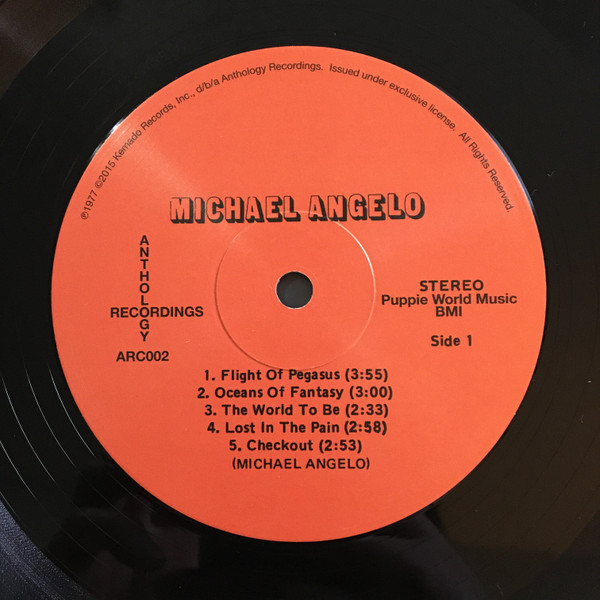 ℗1977 ©2015 Kemado Records, Inc., d/b/a Anthology Recordings. Issued under exclusive license. All Rights Reserved.
MICHAEL ANGELO
ANTHOLOGY
RECORDINGS
ARC002
STEREO
Puppie World Music
BMI
Side 1
1. Flight Of Pegasus (3:55)
2. Oceans Of Fantasy (3:00)
3. The World To Be (2:33)
4. Lost In The Pain (2:58)
5. Checkout (2:53)
(MICHAEL ANGELO)